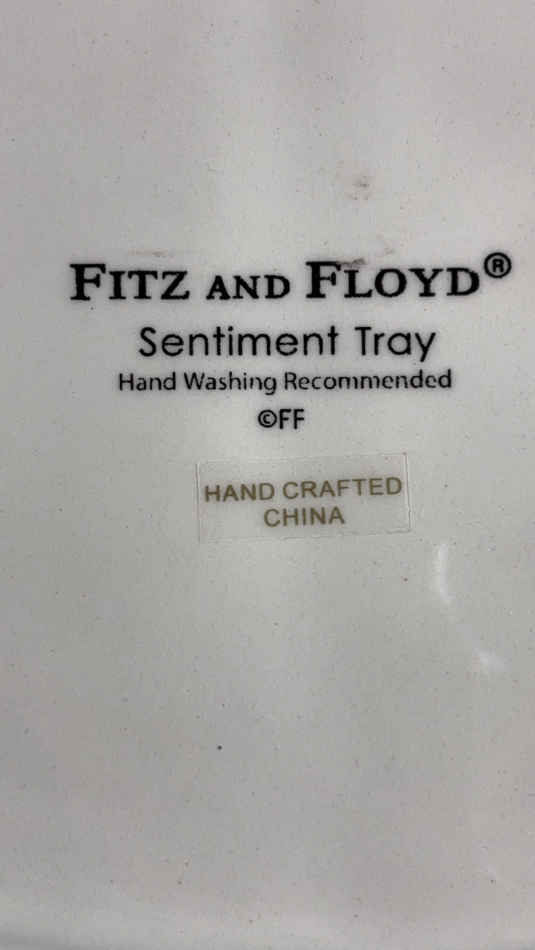 FITZ AND FLOYD®
Sentiment Tray
Hand Washing Recommended
©FF
HAND CRAFTED
CHINA